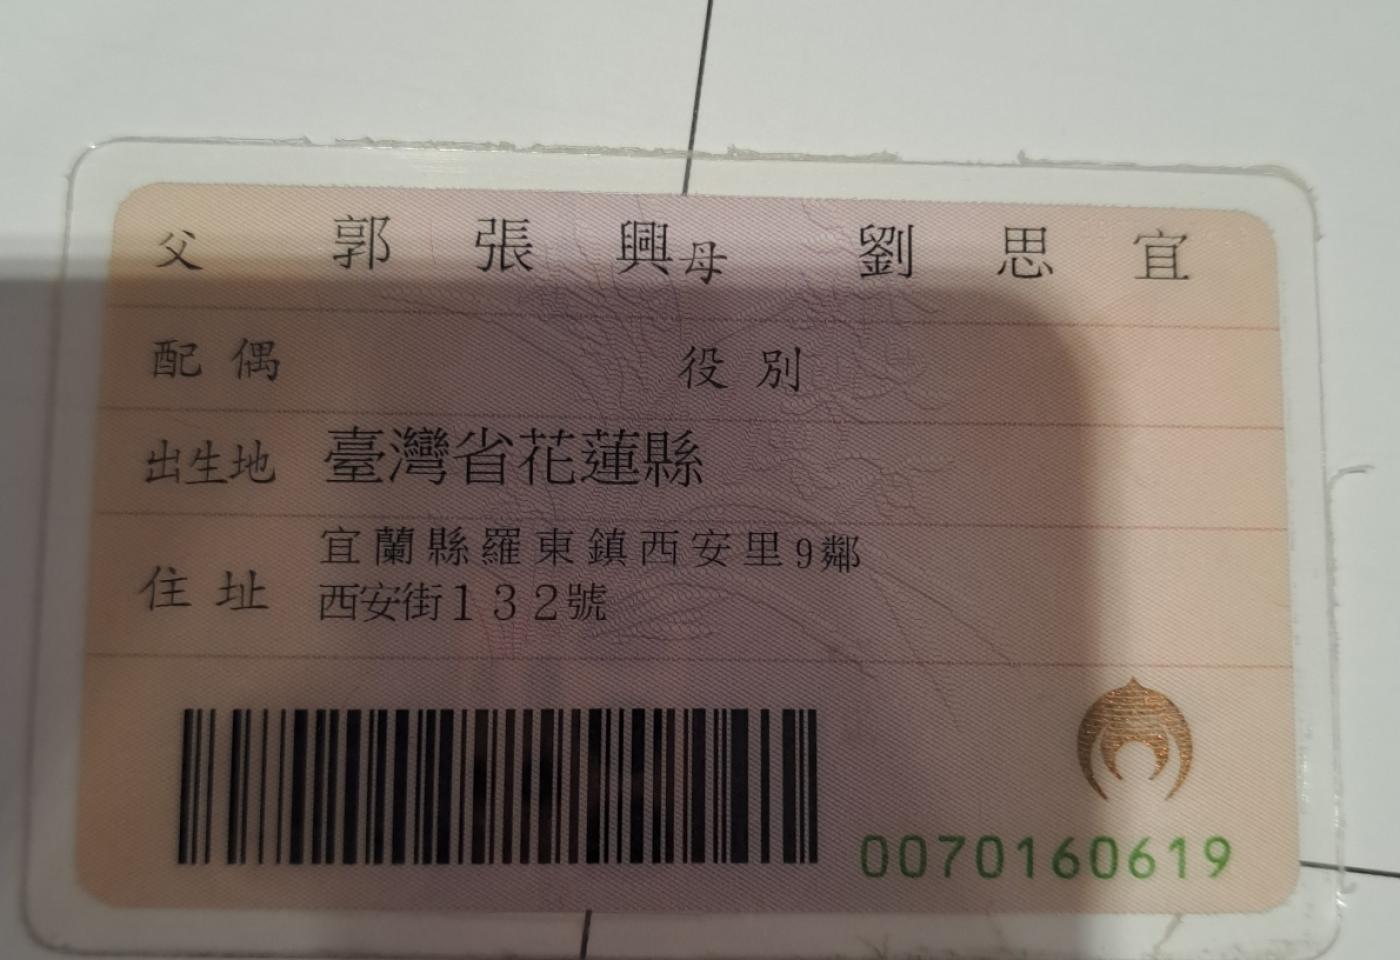 父 郭張興 母 劉思宜
配偶 役別
出生地 臺灣省花蓮縣
住址 宜蘭縣羅東鎮西安里9鄰
西安街132號
0070160619